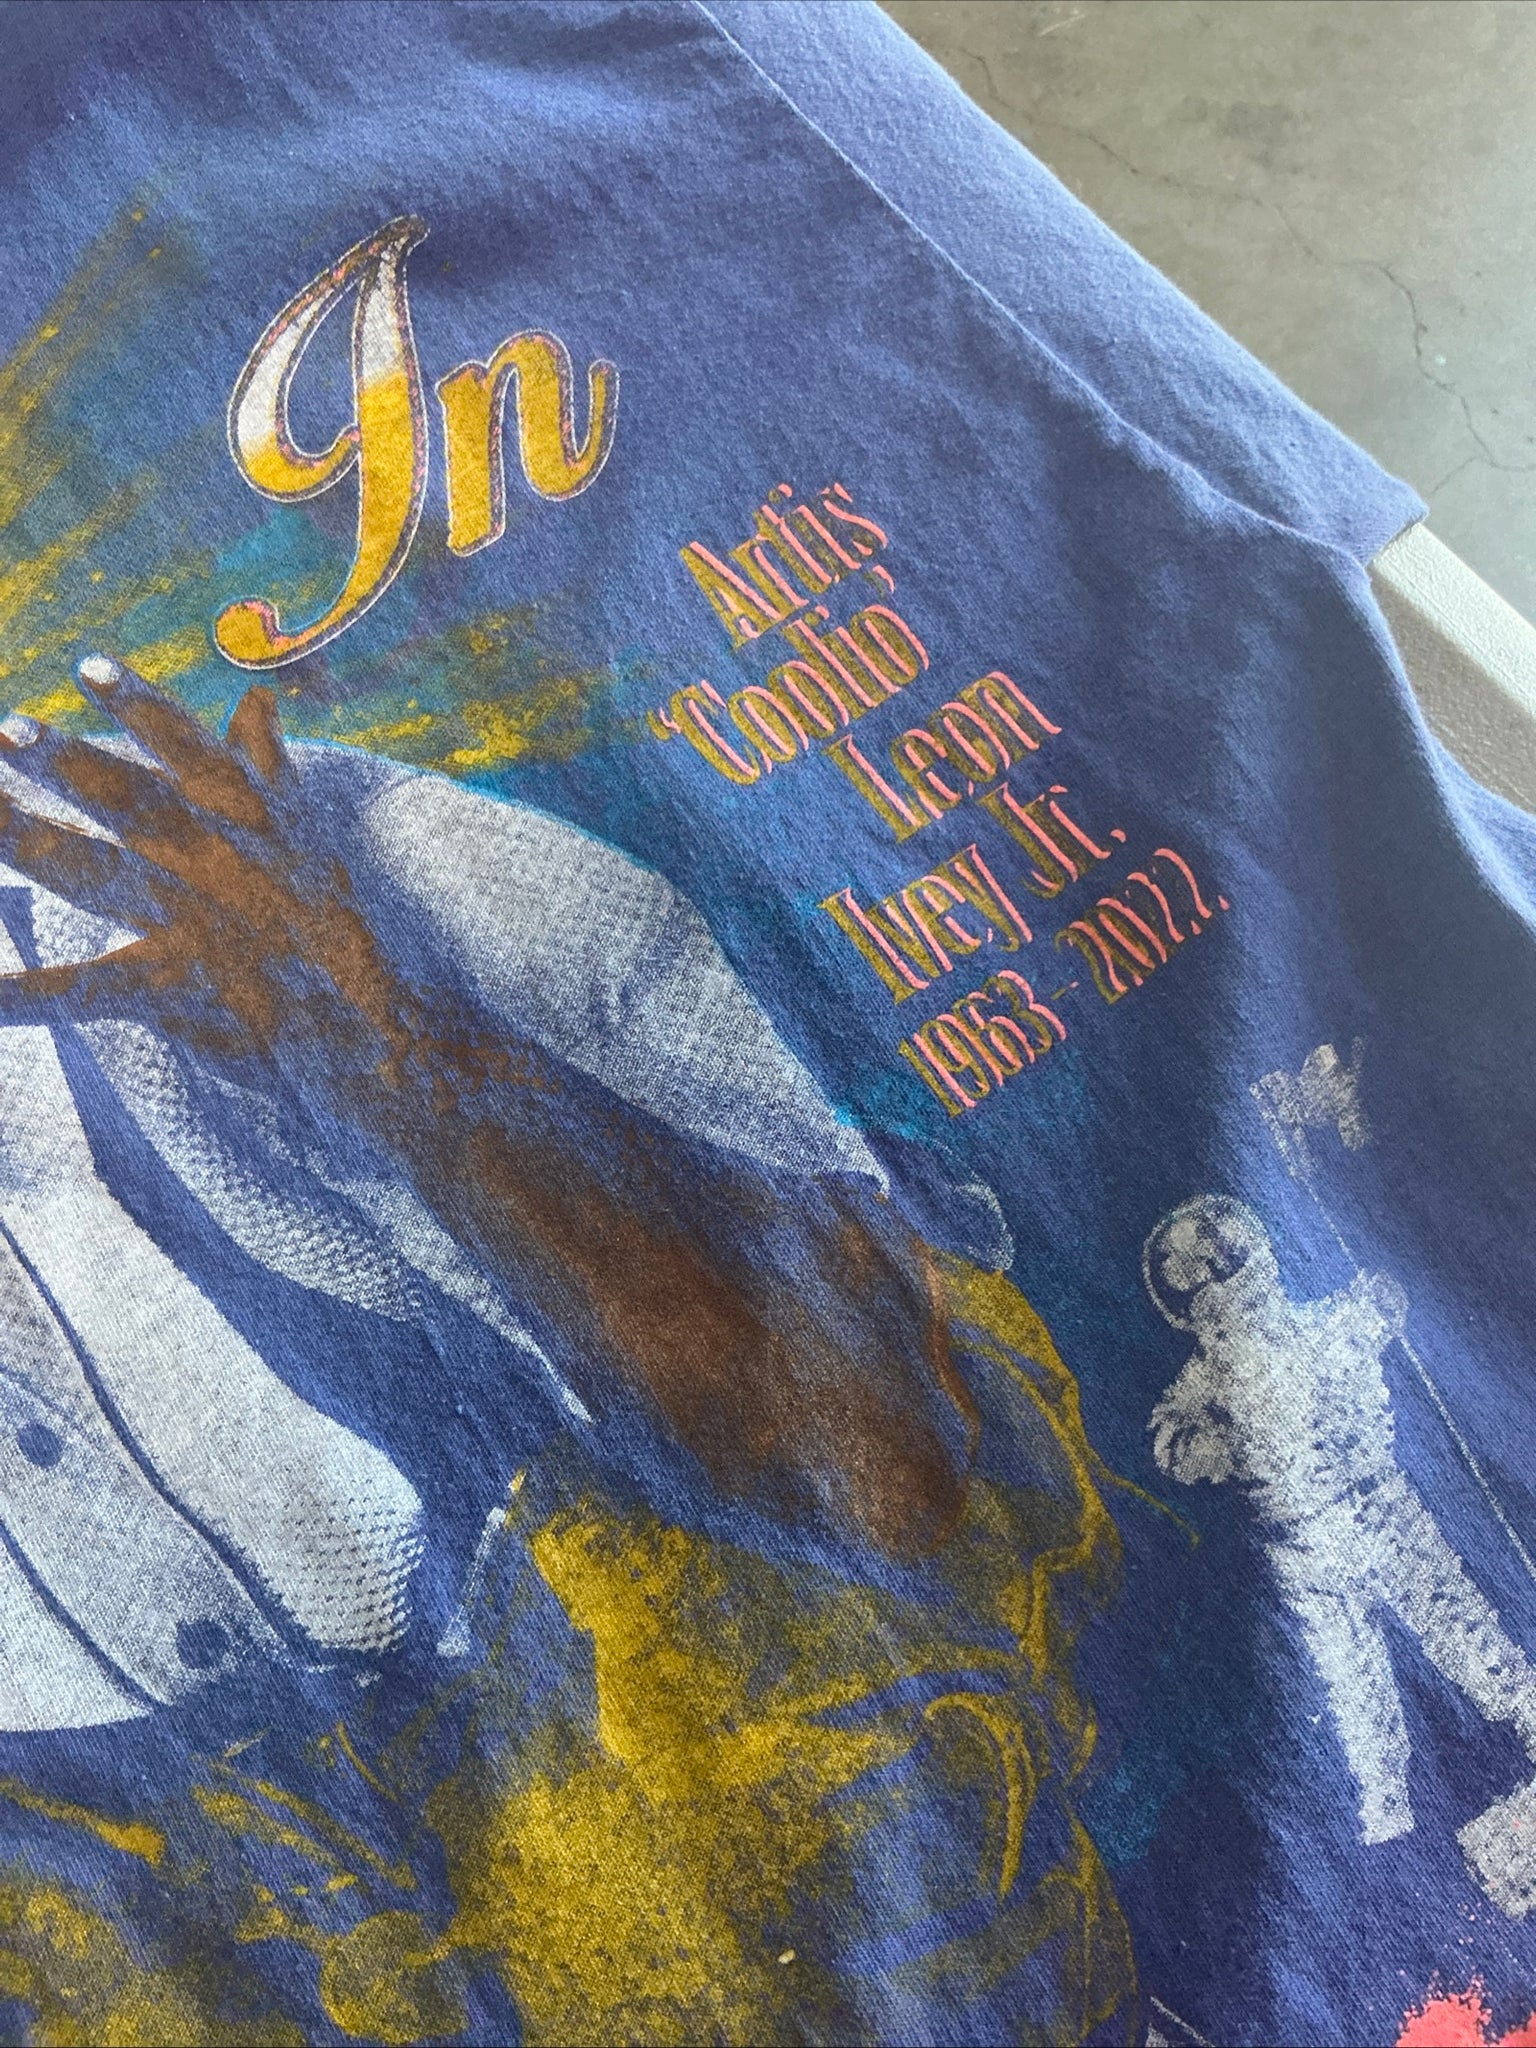 In
Artis
"Coolio"
Leon
Ivey Jr.
1963 - 2022.